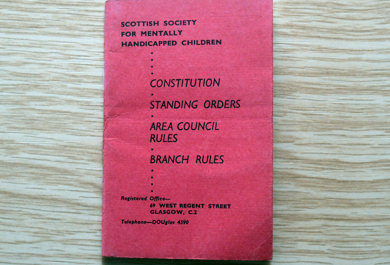 SCOTTISH SOCIETY
FOR MENTALLY
HANDICAPPED CHILDREN
CONSTITUTION
STANDING ORDERS
AREA COUNCIL
RULES
BRANCH RULES
Registered Office—
69 WEST REGENT STREET
GLASGOW, C.2
Telephone—DOUglas 4390